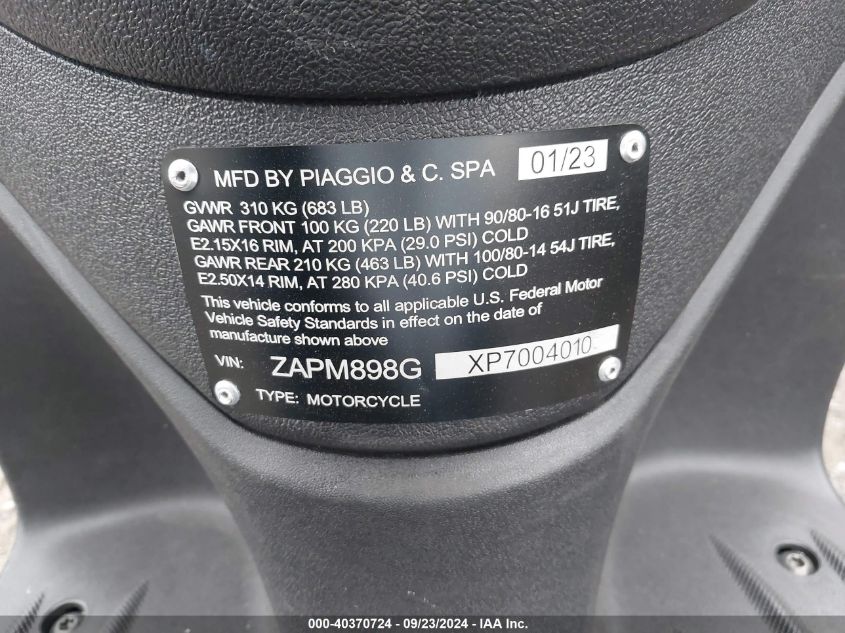 MFD BY PIAGGIO & C. SPA 01/23
GVWR 310 KG (683 LB)
GAWR FRONT 100 KG (220 LB) WITH 90/80-16 51J TIRE,
E2.15X16 RIM, AT 200 KPA (29.0 PSI) COLD
GAWR REAR 210 KG (463 LB) WITH 100/80-14 54J TIRE,
E2.50X14 RIM, AT 280 KPA (40.6 PSI) COLD
This vehicle conforms to all applicable U.S. Federal Motor
Vehicle Safety Standards in effect on the date of
manufacture shown above
VIN: ZAPM898G XP7004010
TYPE: MOTORCYCLE
000-40370724 - 09/23/2024 - IAA Inc.